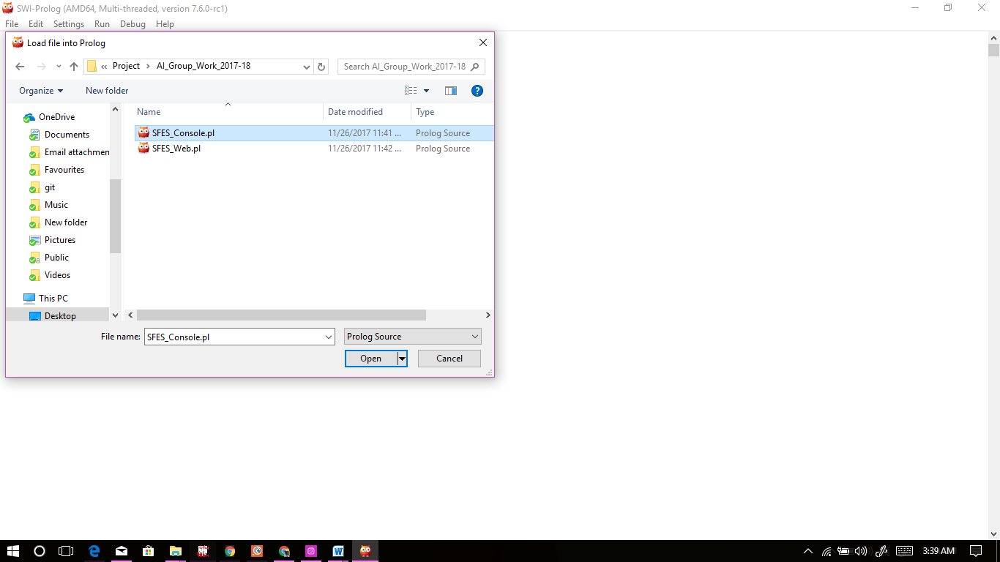 SWI-Prolog (AMD64, Multi-threaded, version 7.6.0-rc1)
File Edit Settings Run Debug Help
Load file into Prolog
« Project › AI_Group_Work_2017-18
Search AI_Group_Work_2017-18
Organize New folder
Name Date modified Type
SFES_Console.pl 11/26/2017 11:41 ... Prolog Source
SFES_Web.pl 11/26/2017 11:42 ... Prolog Source
OneDrive
Documents
Email attachmen
Favourites
git
Music
New folder
Pictures
Public
Videos
This PC
Desktop
File name: SFES_Console.pl Prolog Source
Open Cancel
3:39 AM